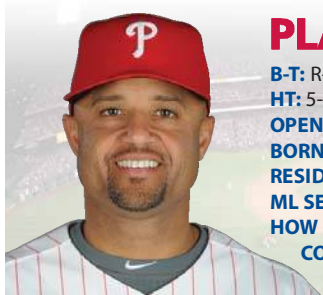 P
PLA
B-T: R-
HT: 5-
OPEN
BORN
RESID
ML SE
HOW
CO